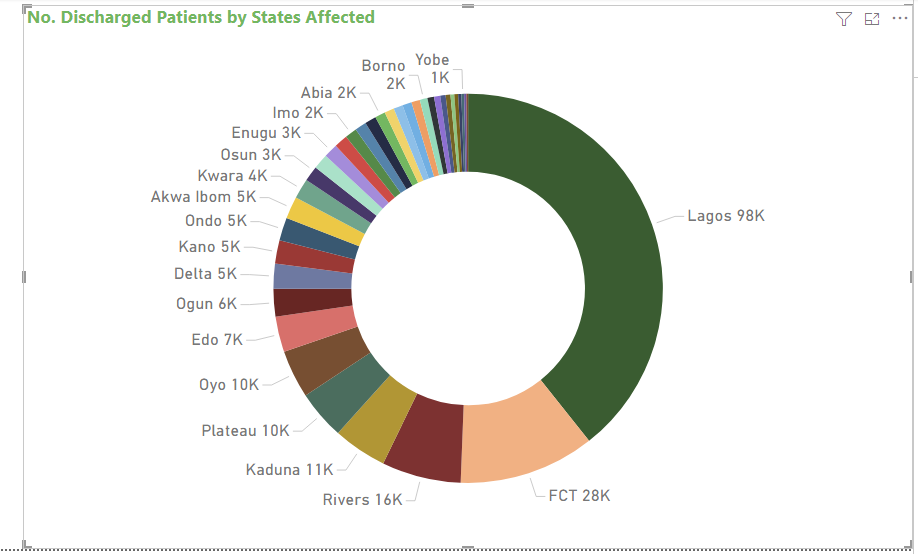 No. Discharged Patients by States Affected
Yobe
1K
Borno
2K
Abia 2K
Imo 2K
Enugu 3K
Osun 3K
Kwara 4K
Akwa Ibom 5K
Ondo 5K
Kano 5K
Delta 5K
Ogun 6K
Edo 7K
Oyo 10K
Plateau 10K
Kaduna 11K
Rivers 16K
FCT 28K
Lagos 98K